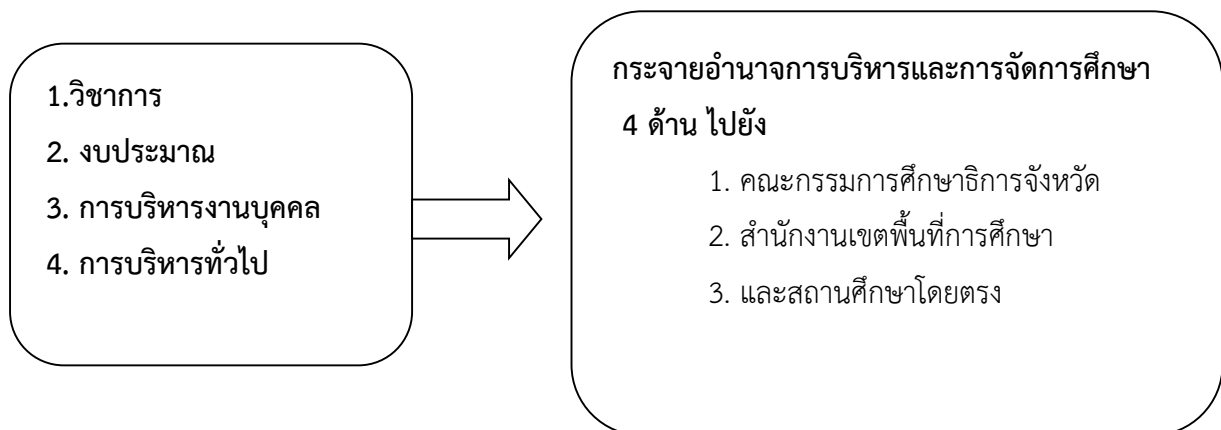 1.วิชาการ
2. งบประมาณ
3. การบริหารงานบุคคล
4. การบริหารทั่วไป
กระจายอำนาจการบริหารและการจัดการศึกษา
4 ด้าน ไปยัง
1. คณะกรรมการศึกษาธิการจังหวัด
2. สำนักงานเขตพื้นที่การศึกษา
3. และสถานศึกษาโดยตรง